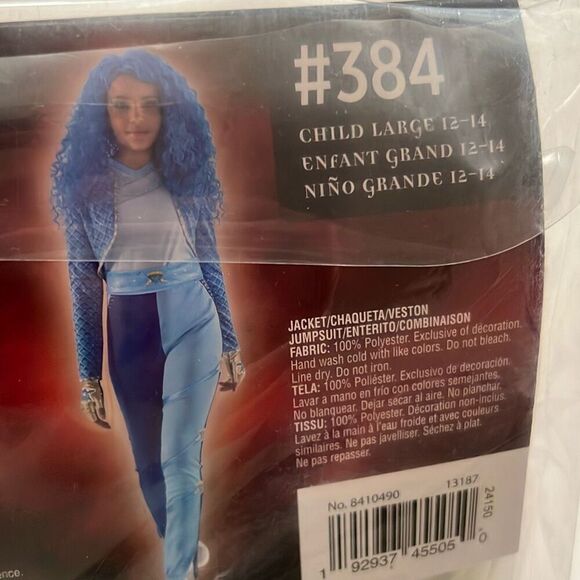 #384
CHILD LARGE 12-14
ENFANT GRAND 12-14
NIÑO GRANDE 12-14
JACKET/CHAQUETA/VESTON
JUMPSUIT/ENTERITO/COMBINAISON
FABRIC: 100% Polyester. Exclusive of décoration.
Hand wash cold with like colors. Do not bleach.
Line dry. Do not iron.
TELA: 100% Poliéster. Exclusivo de decoración.
Lavar a mano en frío con colores semejantes.
No blanquear. Dejar secar al aire. No planchar.
TISSU: 100% Polyester. Décoration non-inclus.
Lavez à la main à l'eau froide et avec couleurs
similaires. Ne pas javelliser. Séchez à plat.
Ne pas repasser.
No. 8410490 13187
24150
1 92937 45505 0
ence.